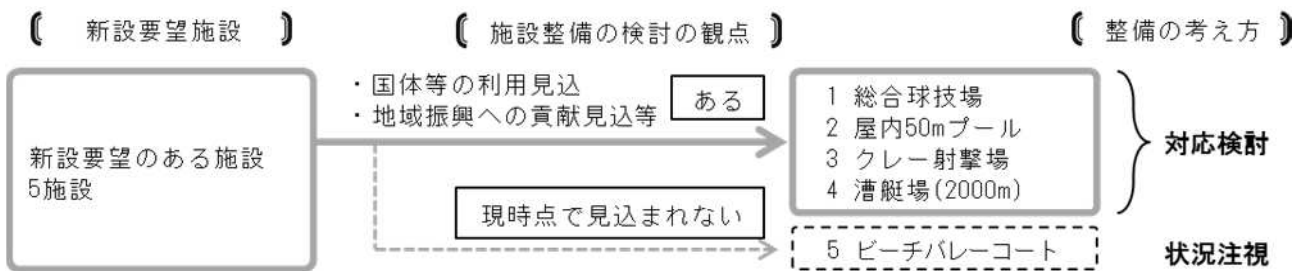 【 新設要望施設 】
【 施設整備の検討の観点 】
【 整備の考え方 】
新設要望のある施設
5施設
・国体等の利用見込
・地域振興への貢献見込等
ある
現時点で見込まれない
1 総合球技場
2 屋内50mプール
3 クレー射撃場
4 漕艇場(2000m)
対応検討
5 ビーチバレーコート
状況注視